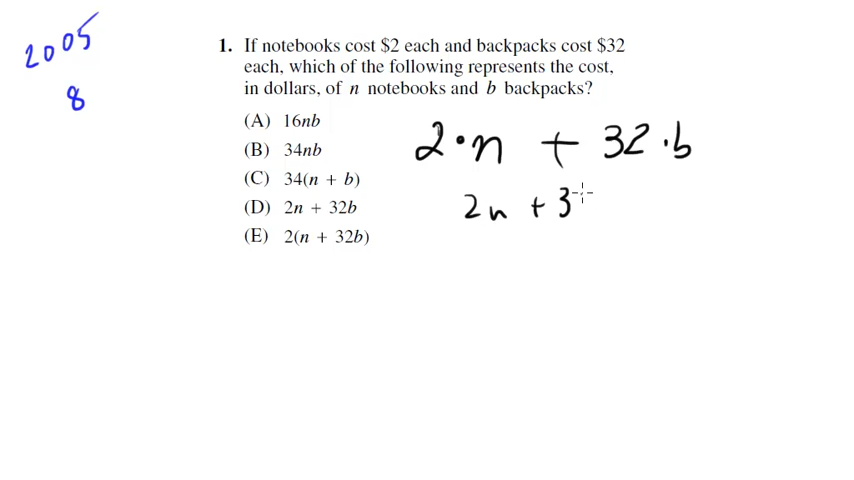 2005
8
1. If notebooks cost $2 each and backpacks cost $32
each, which of the following represents the cost,
in dollars, of n notebooks and b backpacks?
(A) 16nb
(B) 34nb
(C) 34(n + b)
(D) 2n + 32b
(E) 2(n + 32b)
2·n + 32·b
2n + 3